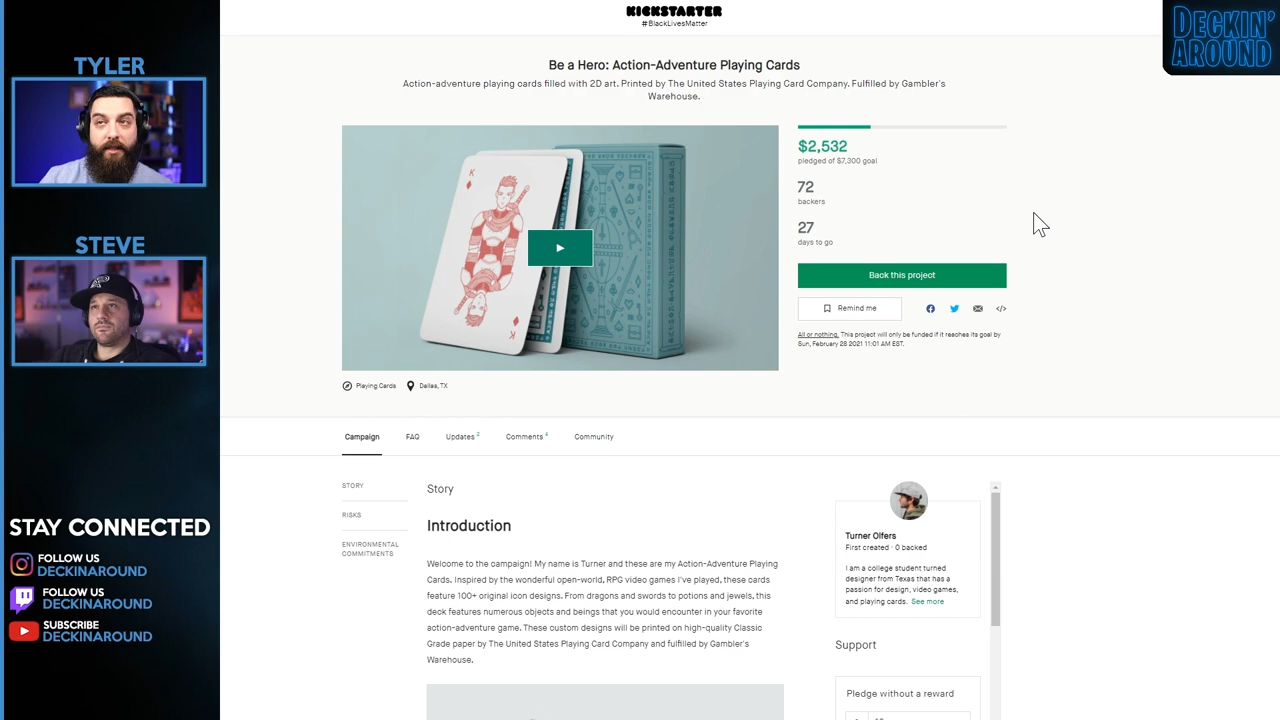 KICKSTARTER
#BlackLivesMatter
DECKIN'
AROUND
TYLER
STEVE
STAY CONNECTED
FOLLOW US
DECKINAROUND
FOLLOW US
DECKINAROUND
SUBSCRIBE
DECKINAROUND
Be a Hero: Action-Adventure Playing Cards
Action-adventure playing cards filled with 2D art. Printed by The United States Playing Card Company. Fulfilled by Gambler's
Warehouse.
K
K
$2,532
pledged of $7,300 goal
72
backers
27
days to go
Back this project
Remind me
All or nothing. This project will only be funded if it reaches its goal by
Sun, February 28 2021 11:01 AM EST.
Playing Cards
Dallas, TX
Campaign
FAQ
Updates 2
Comments 4
Community
STORY
RISKS
ENVIRONMENTAL
COMMITMENTS
Story
Introduction
Welcome to the campaign! My name is Turner and these are my Action-Adventure Playing
Cards. Inspired by the wonderful open-world, RPG video games I've played, these cards
feature 100+ original icon designs. From dragons and swords to potions and jewels, this
deck features numerous objects and beings that you would encounter in your favorite
action-adventure game. These custom designs will be printed on high-quality Classic
Grade paper by The United States Playing Card Company and fulfilled by Gambler's
Warehouse.
Turner Olfers
First created · 0 backed
I am a college student turned
designer from Texas that has a
passion for design, video games,
and playing cards. See more
Support
Pledge without a reward